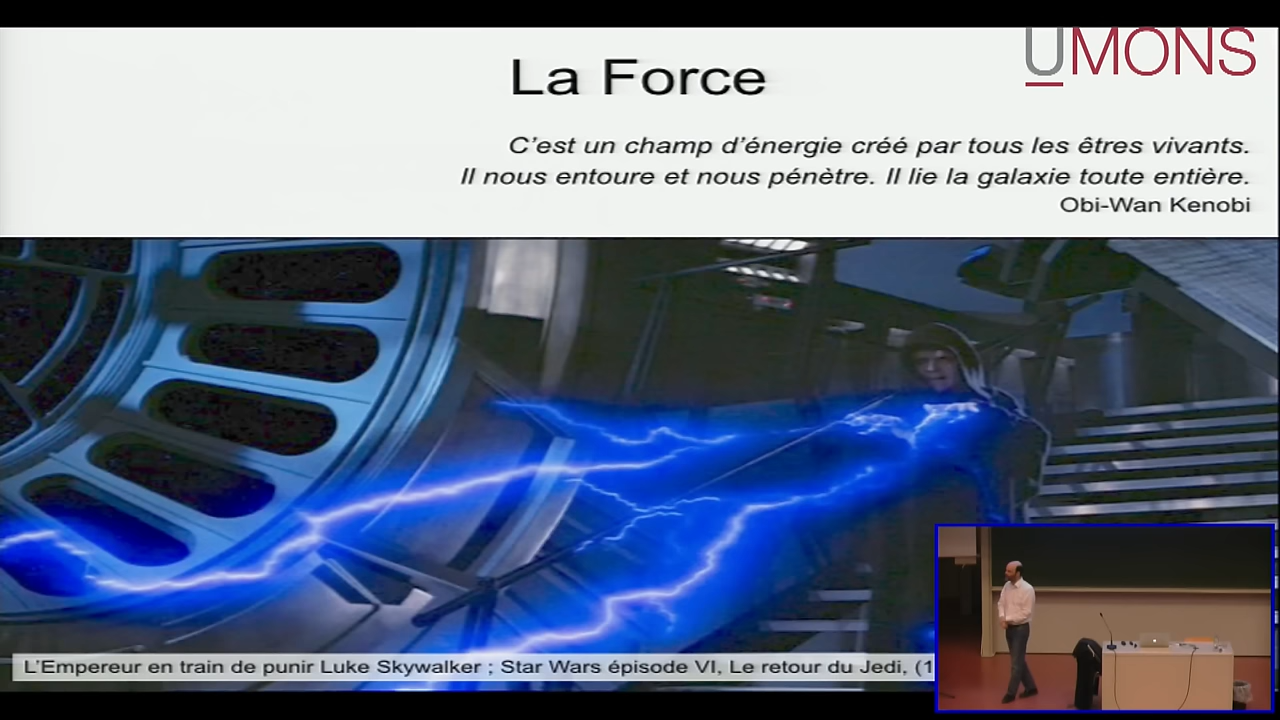 UMONS
La Force
C'est un champ d'énergie créé par tous les êtres vivants.
Il nous entoure et nous pénètre. Il lie la galaxie toute entière.
Obi-Wan Kenobi
L'Empereur en train de punir Luke Skywalker ; Star Wars épisode VI, Le retour du Jedi, (1